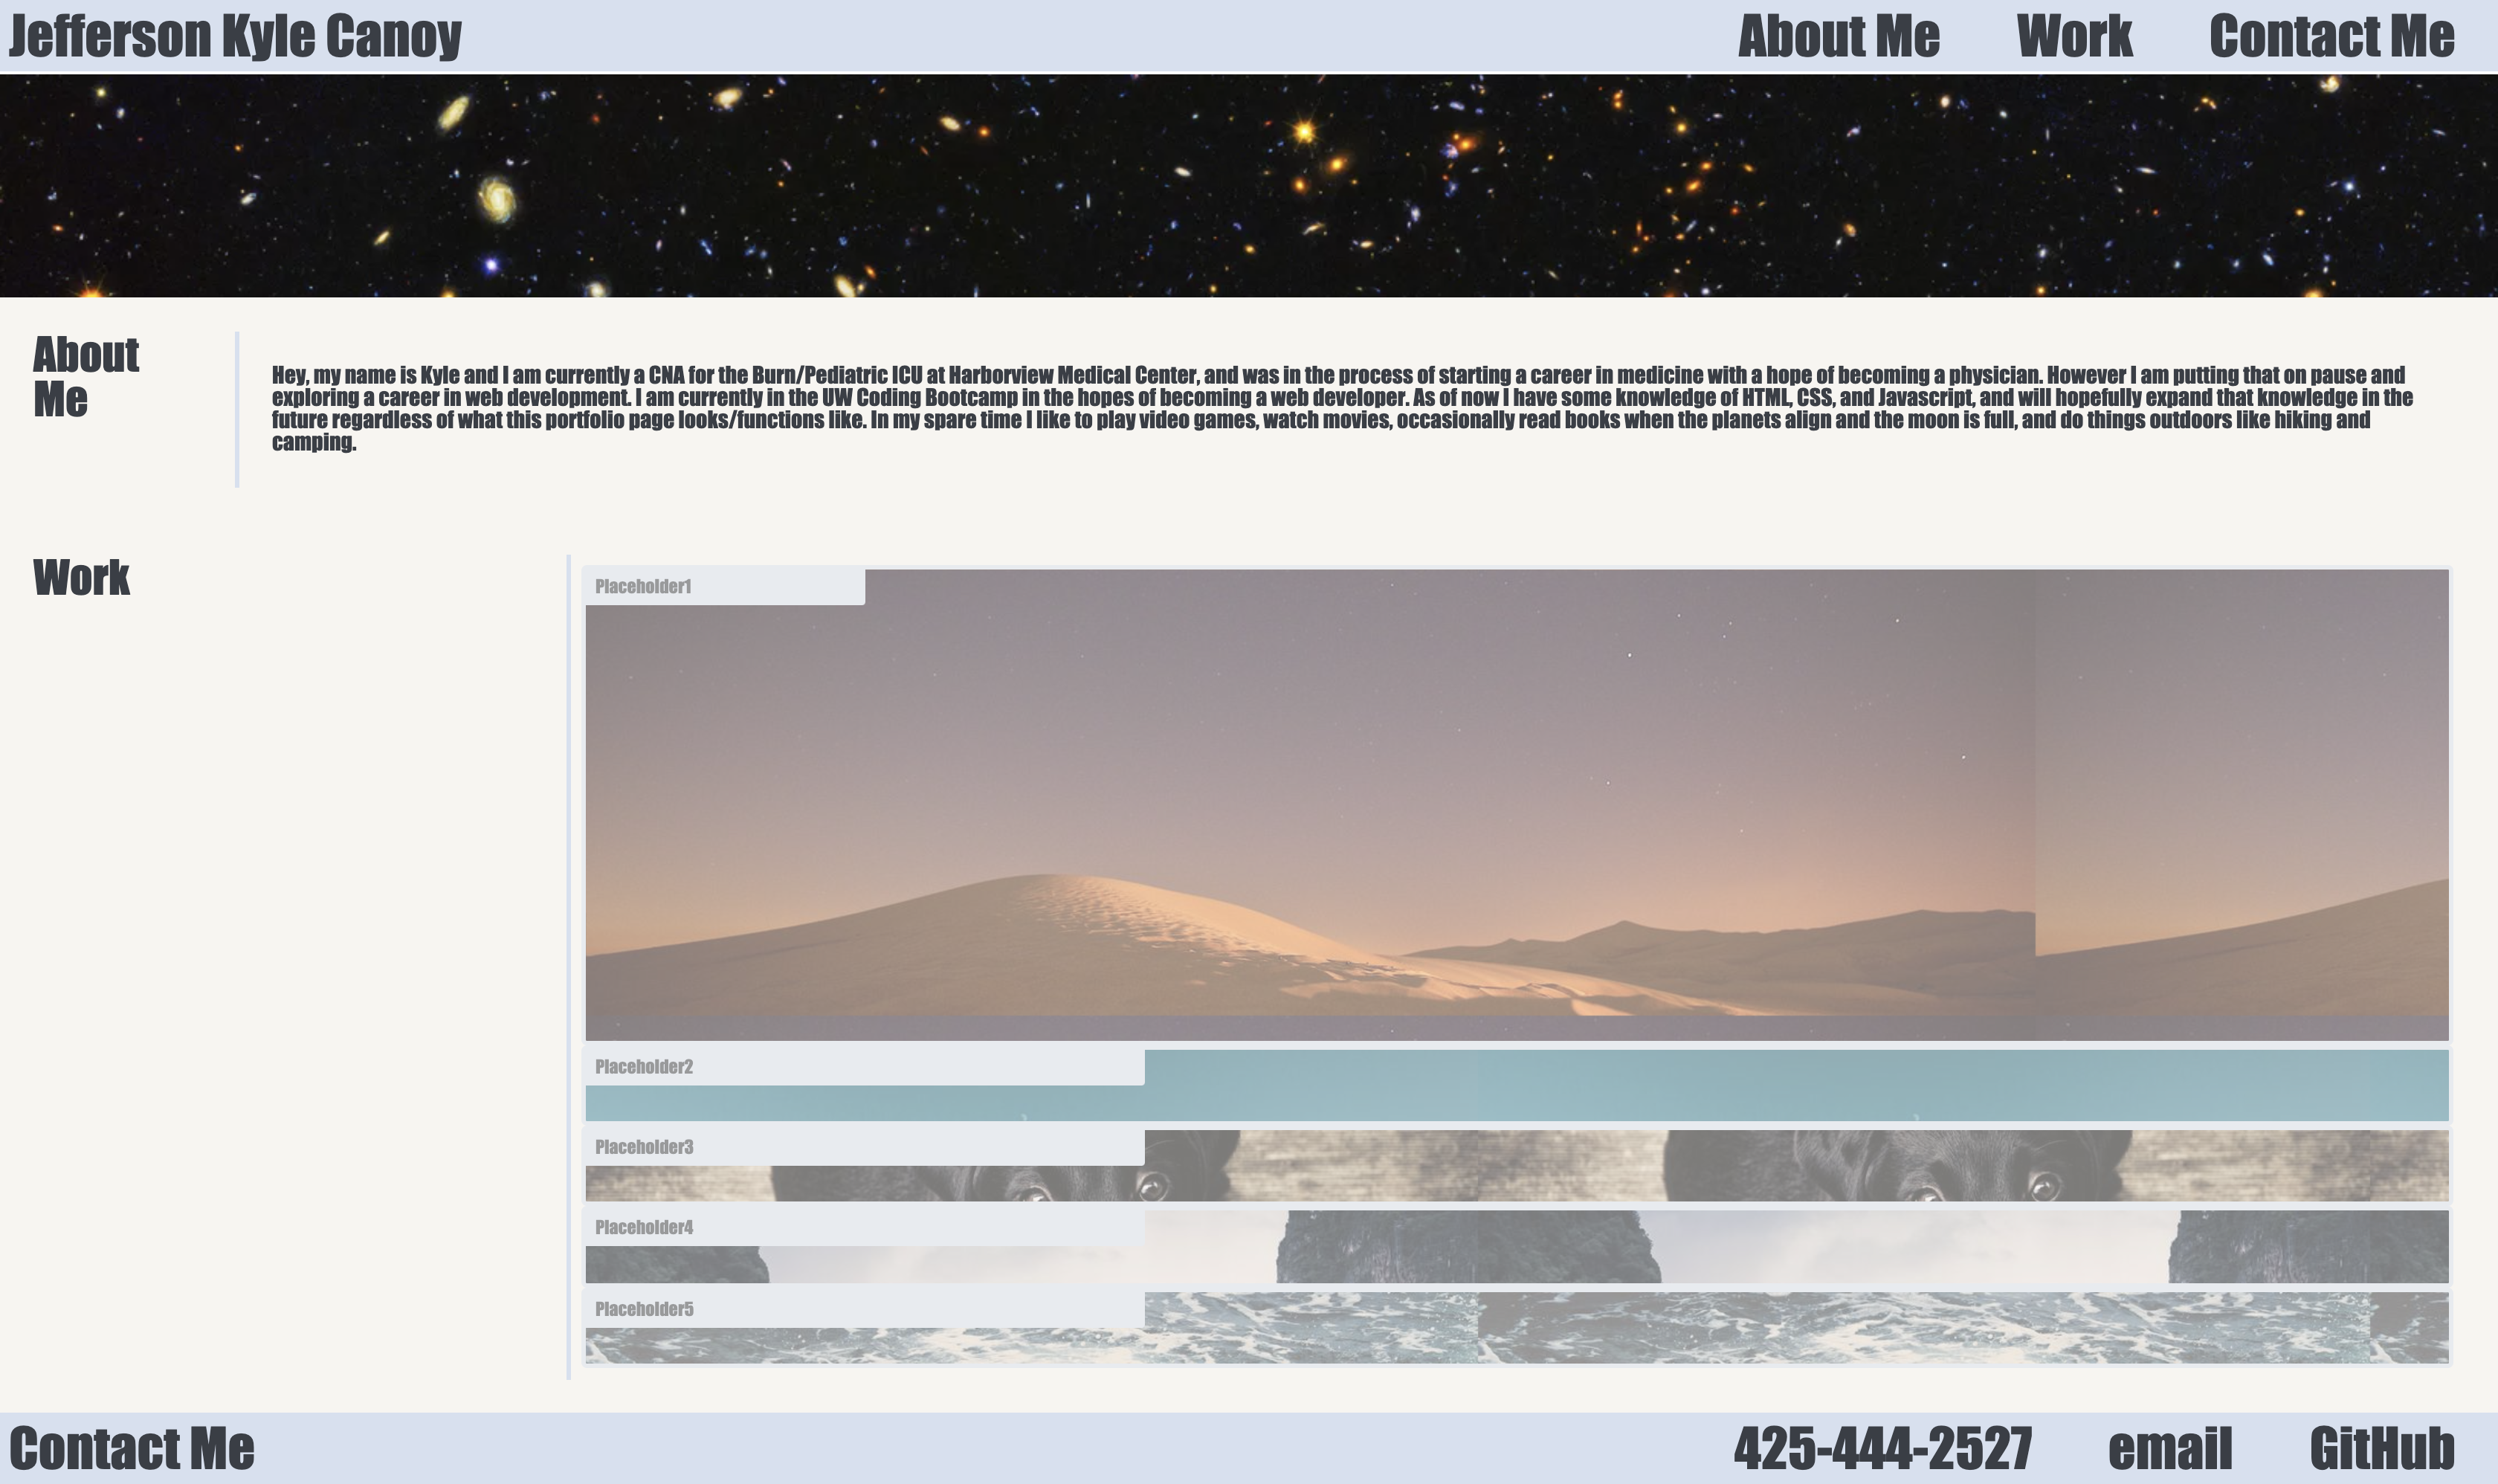 Jefferson Kyle Canoy About Me Work Contact Me
About
Me
Hey, my name is Kyle and I am currently a CNA for the Burn/Pediatric ICU at Harborview Medical Center, and was in the process of starting a career in medicine with a hope of becoming a physician. However I am putting that on pause and
exploring a career in web development. I am currently in the UW Coding Bootcamp in the hopes of becoming a web developer. As of now I have some knowledge of HTML, CSS, and Javascript, and will hopefully expand that knowledge in the
future regardless of what this portfolio page looks/functions like. In my spare time I like to play video games, watch movies, occasionally read books when the planets align and the moon is full, and do things outdoors like hiking and
camping.
Work
Placeholder1
Placeholder2
Placeholder3
Placeholder4
Placeholder5
Contact Me 425-444-2527 email GitHub